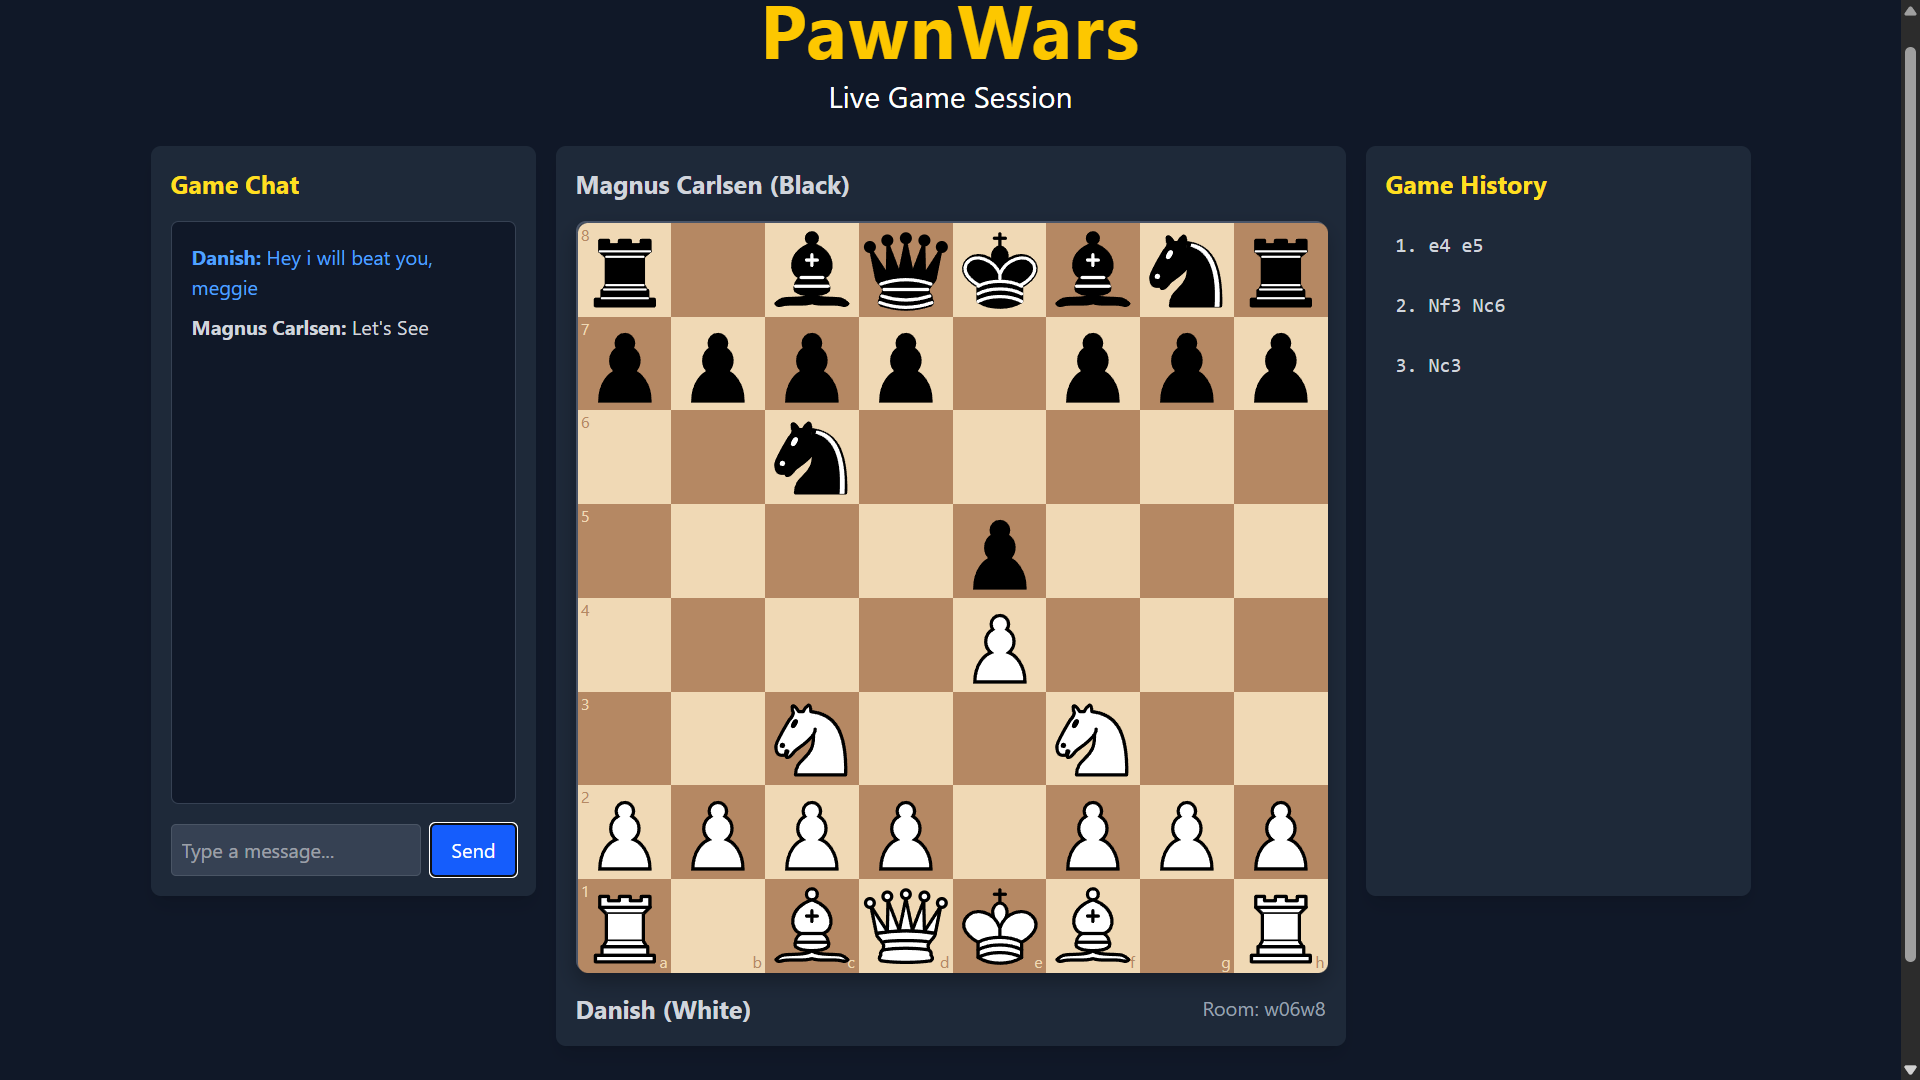 PawnWars
Live Game Session
Game Chat
Danish: Hey i will beat you,
meggie
Magnus Carlsen: Let's See
Type a message...
Send
Magnus Carlsen (Black)
8
7
6
5
4
3
2
1
a b c d e f g h
Danish (White)
Room: w06w8
Game History
1. e4 e5
2. Nf3 Nc6
3. Nc3